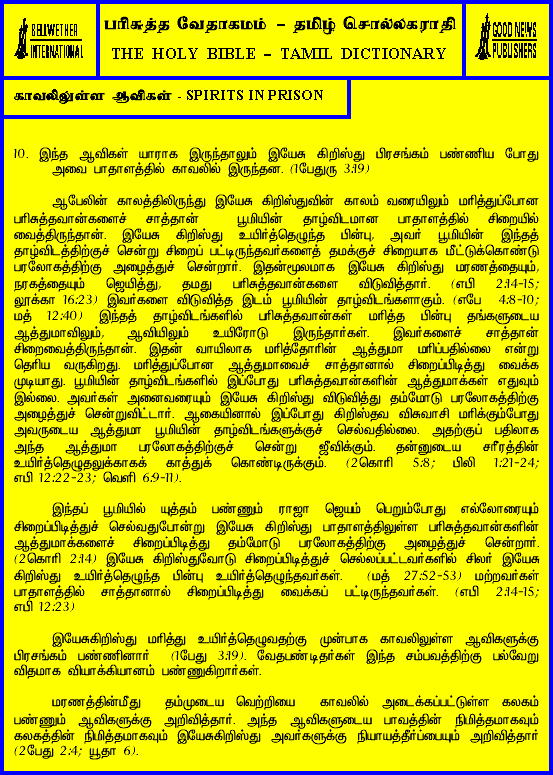 BELLWETHER
INTERNATIONAL
பரிசுத்த வேதாகமம் – தமிழ் சொல்லகராதி
THE HOLY BIBLE – TAMIL DICTIONARY
GOOD NEWS
PUBLISHERS
காவலிலுள்ள ஆவிகள் - SPIRITS IN PRISON
10. இந்த ஆவிகள் யாராக இருந்தாலும் இயேசு கிறிஸ்து பிரசங்கம் பண்ணிய போது
அவை பாதாளத்தில் காவலில் இருந்தன. (1பேதுரு 3:19)
ஆபேலின் காலத்திலிருந்து இயேசு கிறிஸ்துவின் காலம் வரையிலும் மரித்துப்போன
பரிசுத்தவான்களைச் சாத்தான் பூமியின் தாழ்விடமான பாதாளத்தில் சிறையில்
வைத்திருந்தான். இயேசு கிறிஸ்து உயிர்த்தெழுந்த பின்பு, அவர் பூமியின் இந்தத்
தாழ்விடத்திற்குச் சென்று சிறைப் பட்டிருந்தவர்களைத் தமக்குச் சிறையாக மீட்டுக்கொண்டு
பரலோகத்திற்கு அழைத்துச் சென்றார். இதன்மூலமாக இயேசு கிறிஸ்து மரணத்தையும்,
நரகத்தையும் ஜெயித்து, தமது பரிசுத்தவான்களை விடுவித்தார். (எபி 2:14-15;
லூக்கா 16:23) இவர்களை விடுவித்த இடம் பூமியின் தாழ்விடங்களாகும். (எபே 4:8-10;
மத் 12:40) இந்தத் தாழ்விடங்களில் பரிசுத்தவான்கள் மரித்த பின்பு தங்களுடைய
ஆத்துமாவிலும், ஆவியிலும் உயிரோடு இருந்தார்கள். இவர்களைச் சாத்தான்
சிறைவைத்திருந்தான். இதன் வாயிலாக மரித்தோரின் ஆத்துமா மரிப்பதில்லை என்று
தெரிய வருகிறது. மரித்துப்போன ஆத்துமாவைச் சாத்தானால் சிறைப்பிடித்து வைக்க
முடியாது. பூமியின் தாழ்விடங்களில் இப்போது பரிசுத்தவான்களின் ஆத்துமாக்கள் எதுவும்
இல்லை. அவர்கள் அனைவரையும் இயேசு கிறிஸ்து விடுவித்து தம்மோடு பரலோகத்திற்கு
அழைத்துச் சென்றுவிட்டார். ஆகையினால் இப்போது கிறிஸ்தவ விசுவாசி மரிக்கும்போது
அவருடைய ஆத்துமா பூமியின் தாழ்விடங்களுக்குச் செல்வதில்லை. அதற்குப் பதிலாக
அந்த ஆத்துமா பரலோகத்திற்குச் சென்று ஜீவிக்கும். தன்னுடைய சரீரத்தின்
உயிர்த்தெழுதலுக்காகக் காத்துக் கொண்டிருக்கும். (2கொரி 5:8; பிலி 1:21-24;
எபி 12:22-23; வெளி 6:9-11).
இந்தப் பூமியில் யுத்தம் பண்ணும் ராஜா ஜெயம் பெறும்போது எல்லோரையும்
சிறைப்பிடித்துச் செல்வதுபோன்று இயேசு கிறிஸ்து பாதாளத்திலுள்ள பரிசுத்தவான்களின்
ஆத்துமாக்களைச் சிறைப்பிடித்து தம்மோடு பரலோகத்திற்கு அழைத்துச் சென்றார்.
(2கொரி 2:14) இயேசு கிறிஸ்துவோடு சிறைப்பிடித்துச் செல்லப்பட்டவர்களில் சிலர் இயேசு
கிறிஸ்து உயிர்த்தெழுந்த பின்பு உயிர்த்தெழுந்தவர்கள். (மத் 27:52-53) மற்றவர்கள்
பாதாளத்தில் சாத்தானால் சிறைப்பிடித்து வைக்கப் பட்டிருந்தவர்கள். (எபி 2:14-15;
எபி 12:23)
இயேசுகிறிஸ்து மரித்து உயிர்த்தெழுவதற்கு முன்பாக காவலிலுள்ள ஆவிகளுக்கு
பிரசங்கம் பண்ணினார் (1பேது 3:19). வேதபண்டிதர்கள் இந்த சம்பவத்திற்கு பல்வேறு
விதமாக வியாக்கியானம் பண்ணுகிறார்கள்.
மரணத்தின்மீது தம்முடைய வெற்றியை காவலில் அடைக்கப்பட்டுள்ள கலகம்
பண்ணும் ஆவிகளுக்கு அறிவித்தார். அந்த ஆவிகளுடைய பாவத்தின் நிமித்தமாகவும்
கலகத்தின் நிமித்தமாகவும் இயேசுகிறிஸ்து அவர்களுக்கு நியாயத்தீர்ப்பையும் அறிவித்தார்
(2பேது 2:4; யூதா 6).